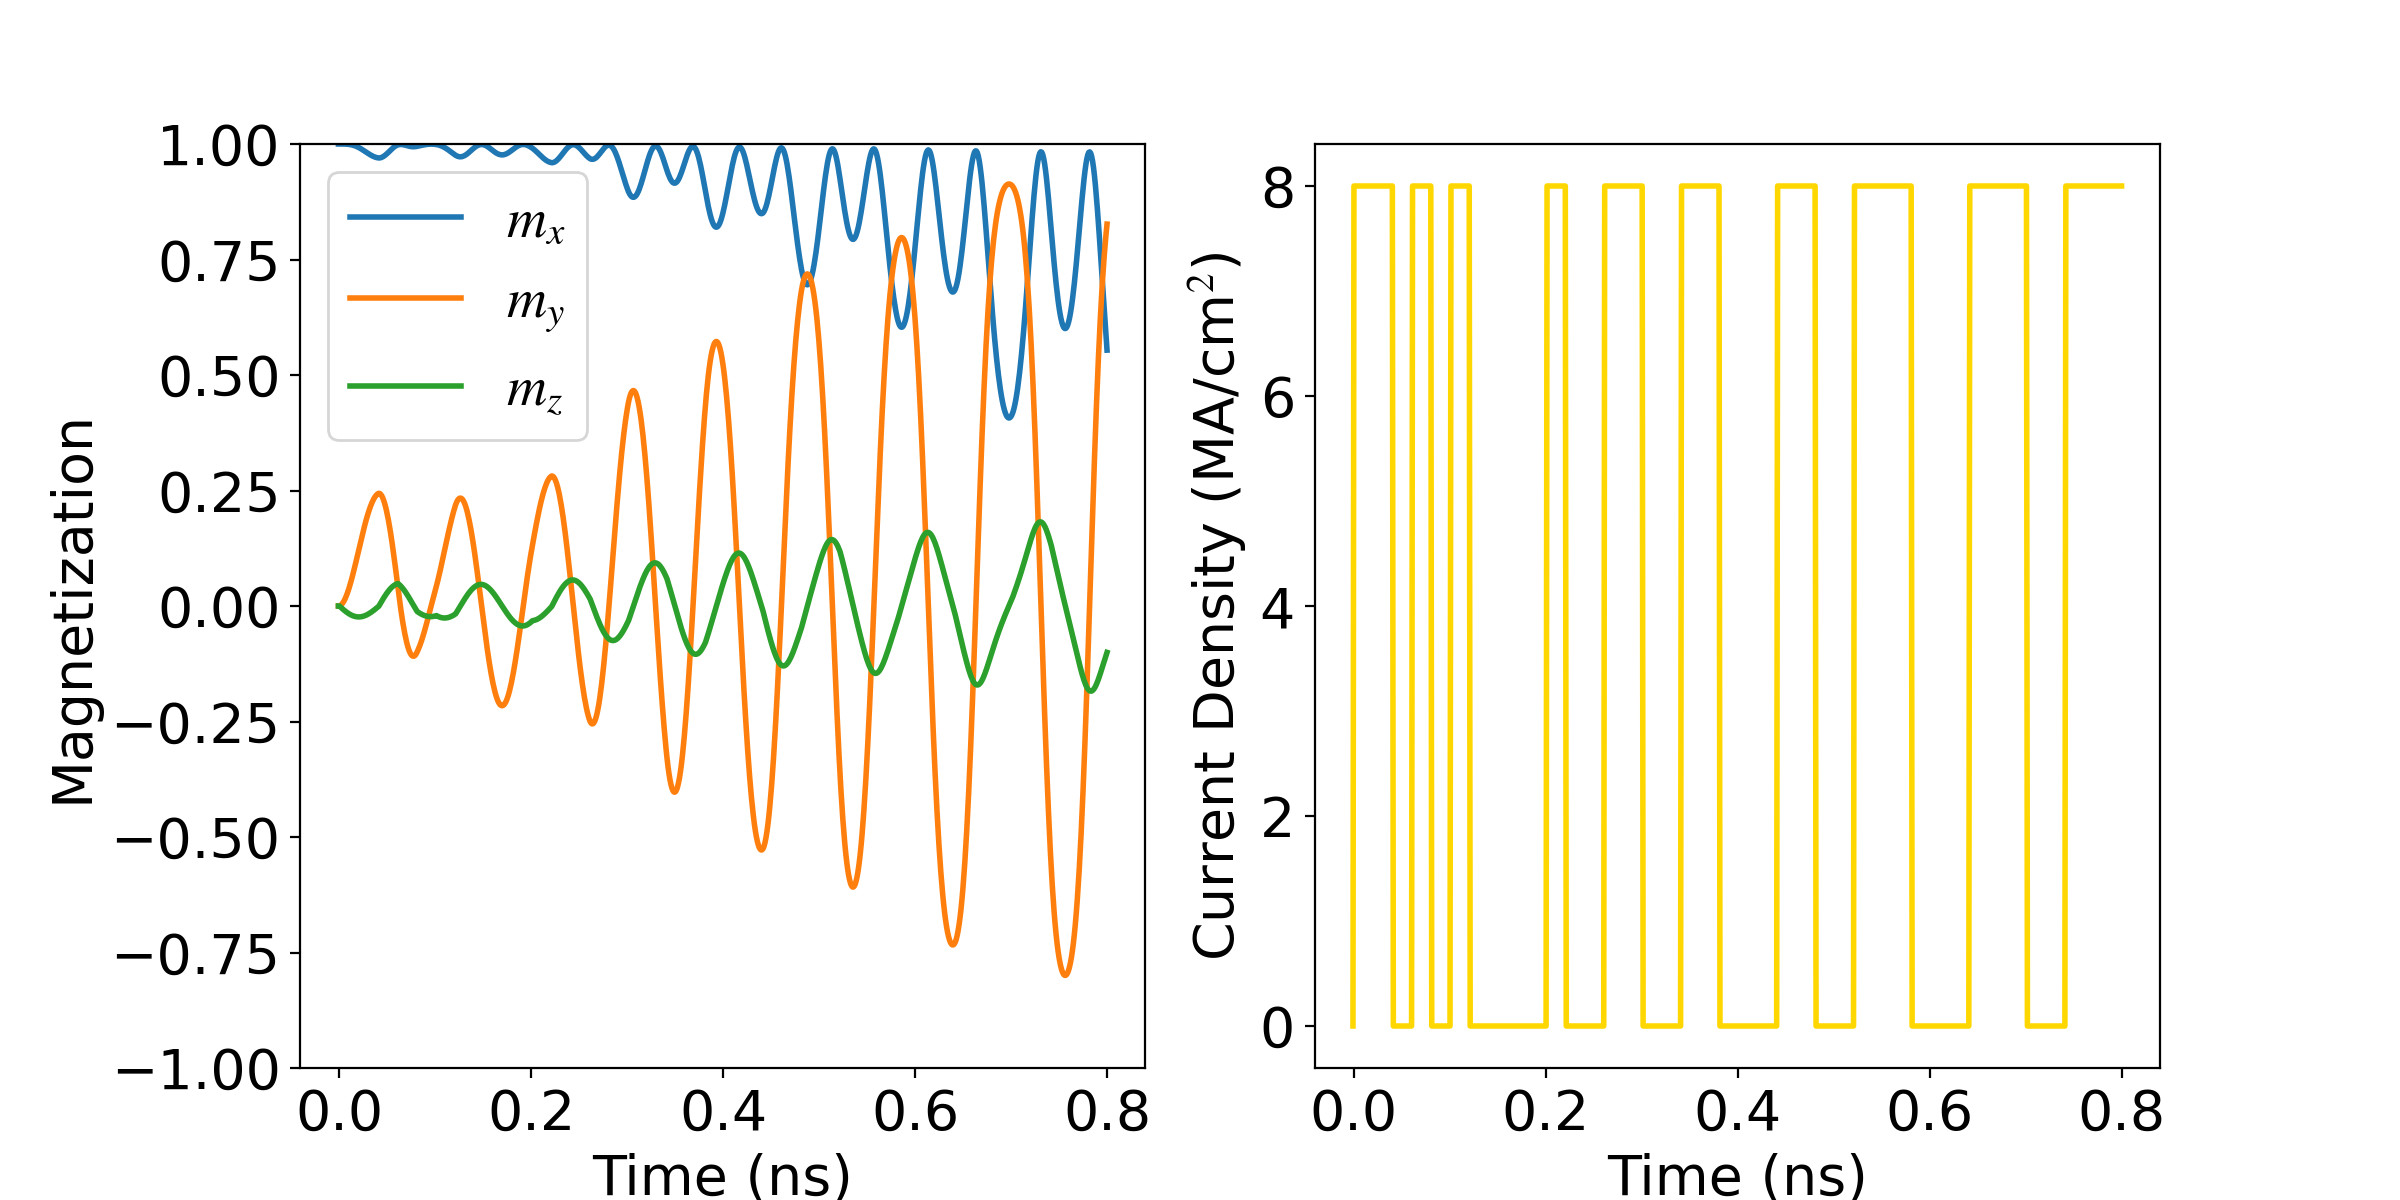 Magnetization
1.00
0.75
0.50
0.25
0.00
−0.25
−0.50
−0.75
−1.00
m_x
m_y
m_z
0.0 0.2 0.4 0.6 0.8
Time (ns)
Current Density (MA/cm²)
8
6
4
2
0
0.0 0.2 0.4 0.6 0.8
Time (ns)